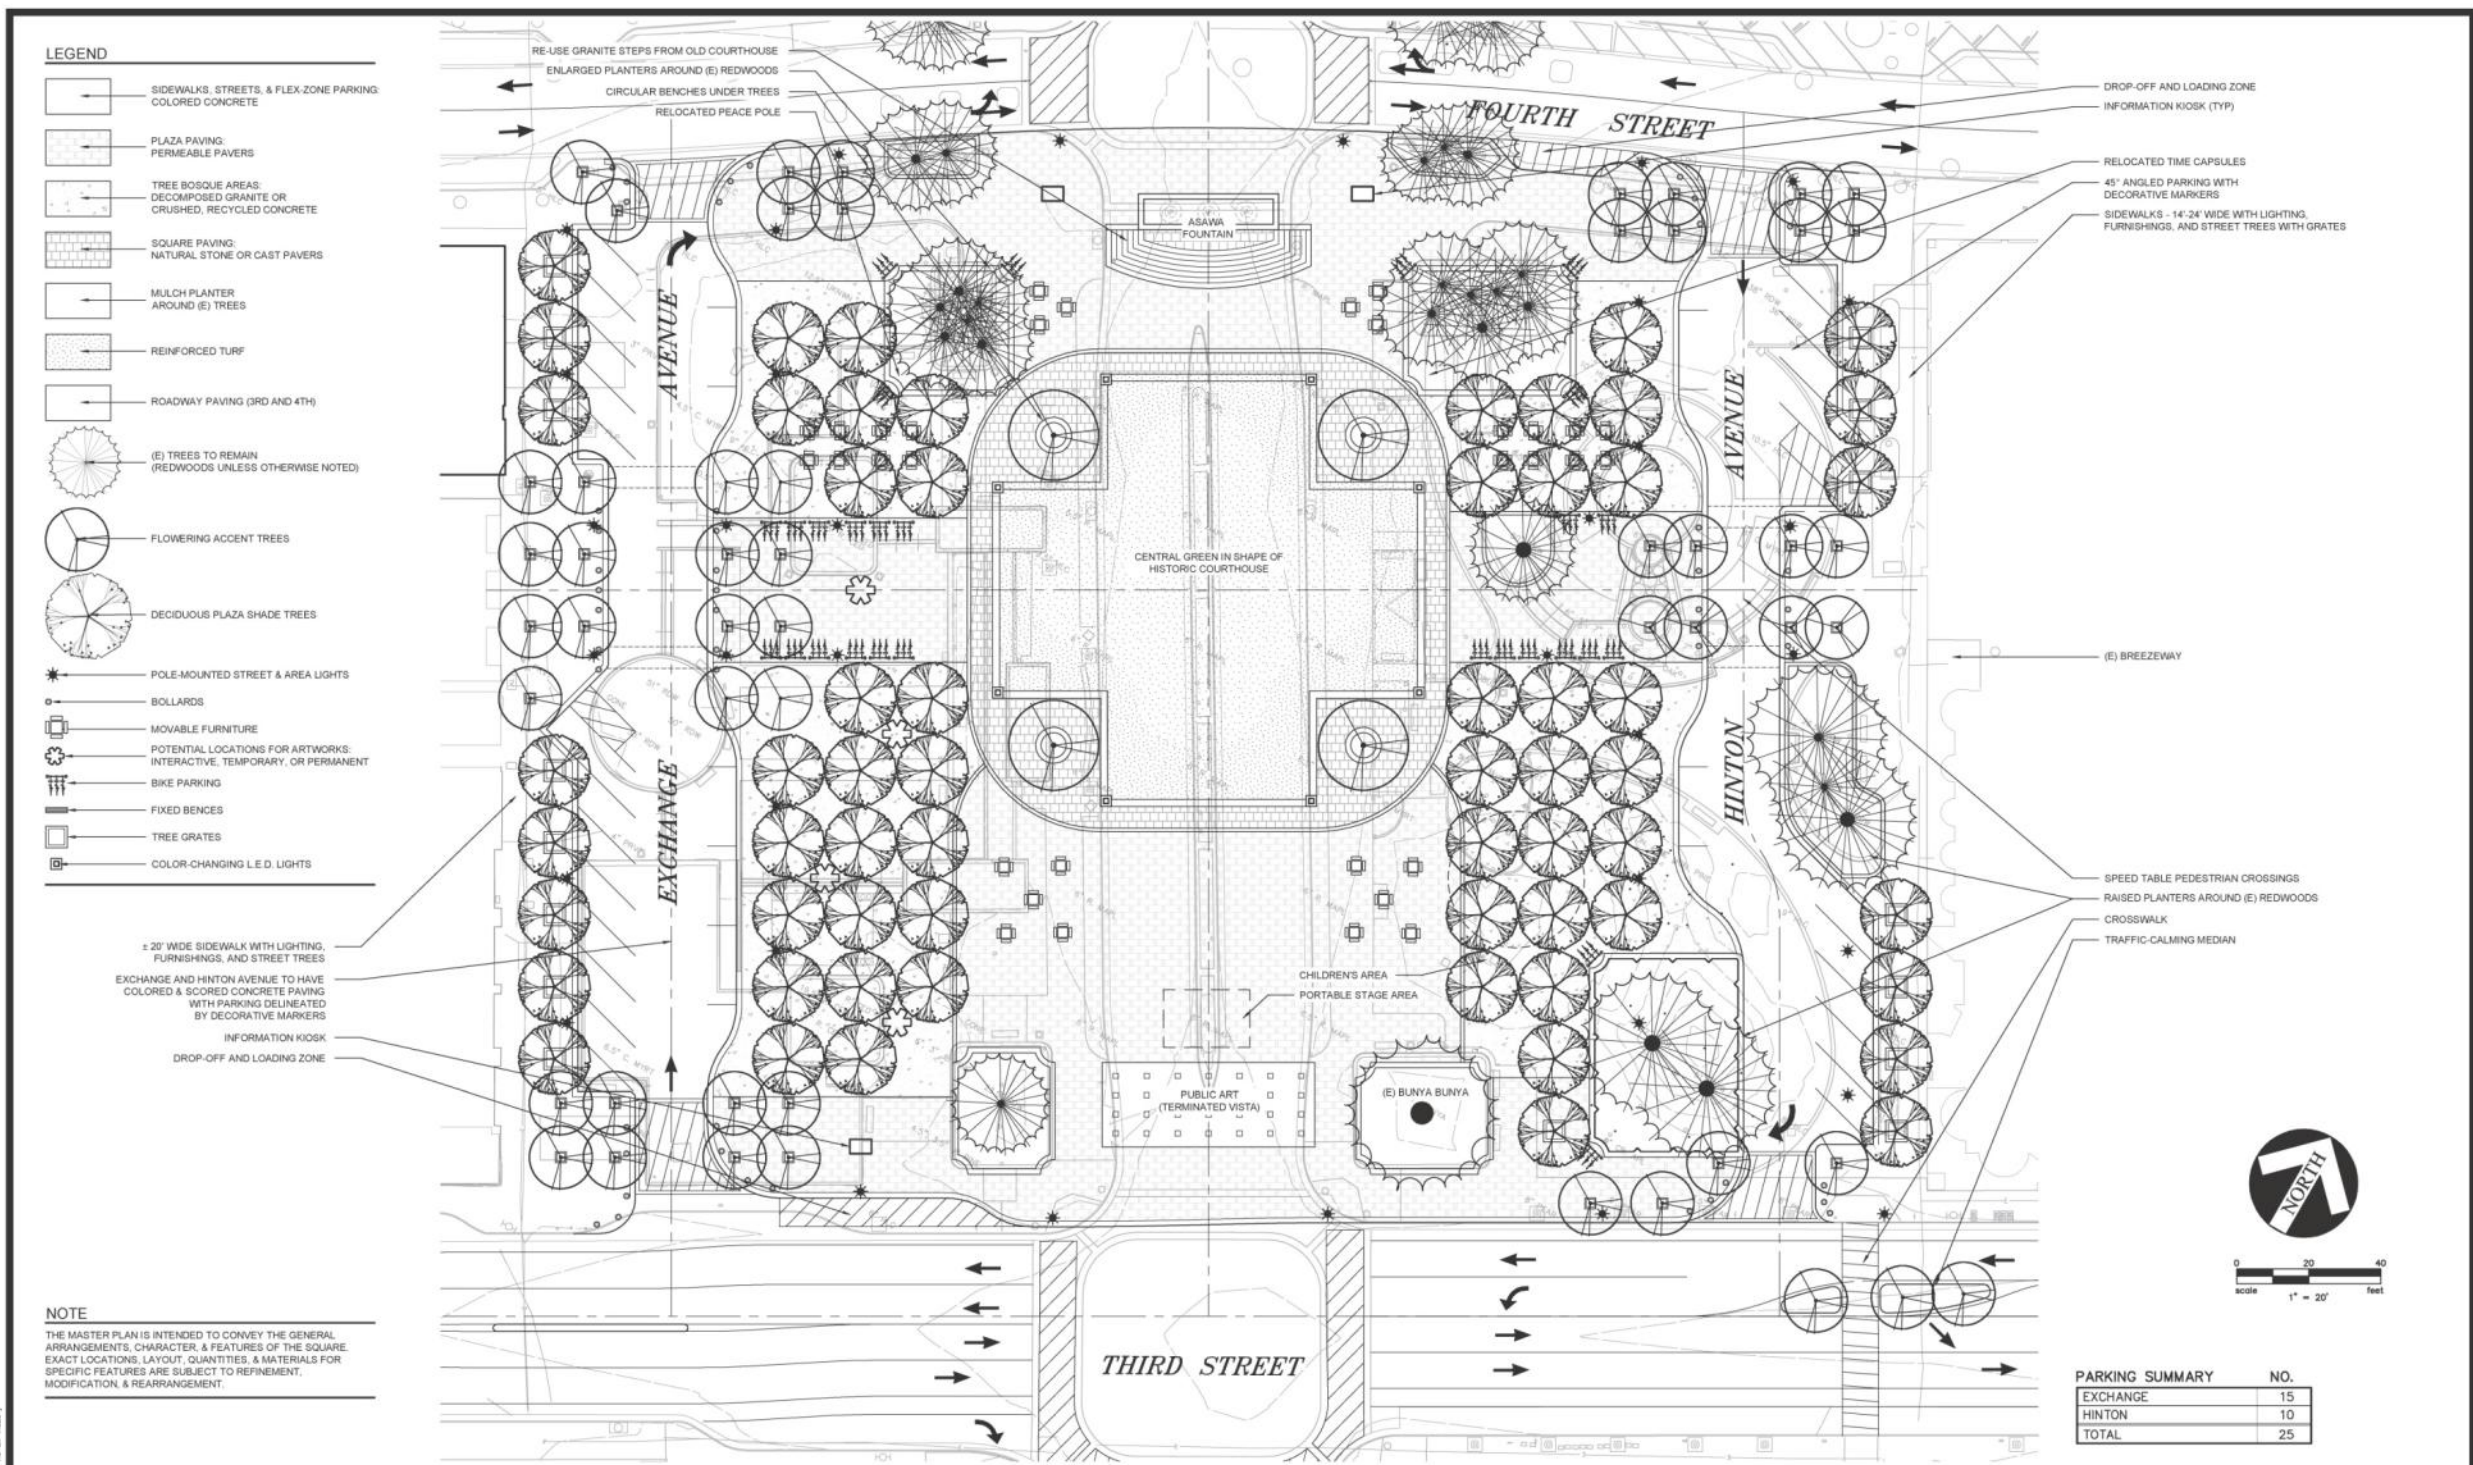 LEGEND
SIDEWALKS, STREETS, & FLEX-ZONE PARKING:
COLORED CONCRETE
PLAZA PAVING:
PERMEABLE PAVERS
TREE BOSQUE AREAS:
DECOMPOSED GRANITE OR
CRUSHED, RECYCLED CONCRETE
SQUARE PAVING:
NATURAL STONE OR CAST PAVERS
MULCH PLANTER
AROUND (E) TREES
REINFORCED TURF
ROADWAY PAVING (3RD AND 4TH)
(E) TREES TO REMAIN
(REDWOODS UNLESS OTHERWISE NOTED)
FLOWERING ACCENT TREES
DECIDUOUS PLAZA SHADE TREES
POLE-MOUNTED STREET & AREA LIGHTS
BOLLARDS
MOVABLE FURNITURE
POTENTIAL LOCATIONS FOR ARTWORKS:
INTERACTIVE, TEMPORARY, OR PERMANENT
BIKE PARKING
FIXED BENCES
TREE GRATES
COLOR-CHANGING L.E.D. LIGHTS
± 20' WIDE SIDEWALK WITH LIGHTING,
FURNISHINGS, AND STREET TREES
EXCHANGE AND HINTON AVENUE TO HAVE
COLORED & SCORED CONCRETE PAVING
WITH PARKING DELINEATED
BY DECORATIVE MARKERS
INFORMATION KIOSK
DROP-OFF AND LOADING ZONE
NOTE
THE MASTER PLAN IS INTENDED TO CONVEY THE GENERAL
ARRANGEMENTS, CHARACTER, & FEATURES OF THE SQUARE.
EXACT LOCATIONS, LAYOUT, QUANTITIES, & MATERIALS FOR
SPECIFIC FEATURES ARE SUBJECT TO REFINEMENT,
MODIFICATION, & REARRANGEMENT.
RE-USE GRANITE STEPS FROM OLD COURTHOUSE
ENLARGED PLANTERS AROUND (E) REDWOODS
CIRCULAR BENCHES UNDER TREES
RELOCATED PEACE POLE
FOURTH STREET
ASAWA
FOUNTAIN
EXCHANGE AVENUE
CENTRAL GREEN IN SHAPE OF
HISTORIC COURTHOUSE
HINTON AVENUE
CHILDREN'S AREA
PORTABLE STAGE AREA
PUBLIC ART
(TERMINATED VISTA)
(E) BUNYA BUNYA
THIRD STREET
DROP-OFF AND LOADING ZONE
INFORMATION KIOSK (TYP)
RELOCATED TIME CAPSULES
45° ANGLED PARKING WITH
DECORATIVE MARKERS
SIDEWALKS - 14'-24' WIDE WITH LIGHTING,
FURNISHINGS, AND STREET TREES WITH GRATES
(E) BREEZEWAY
SPEED TABLE PEDESTRIAN CROSSINGS
RAISED PLANTERS AROUND (E) REDWOODS
CROSSWALK
TRAFFIC-CALMING MEDIAN
NORTH
0 20 40
scale 1" = 20' feet
PARKING SUMMARY NO.
EXCHANGE 15
HINTON 10
TOTAL 25